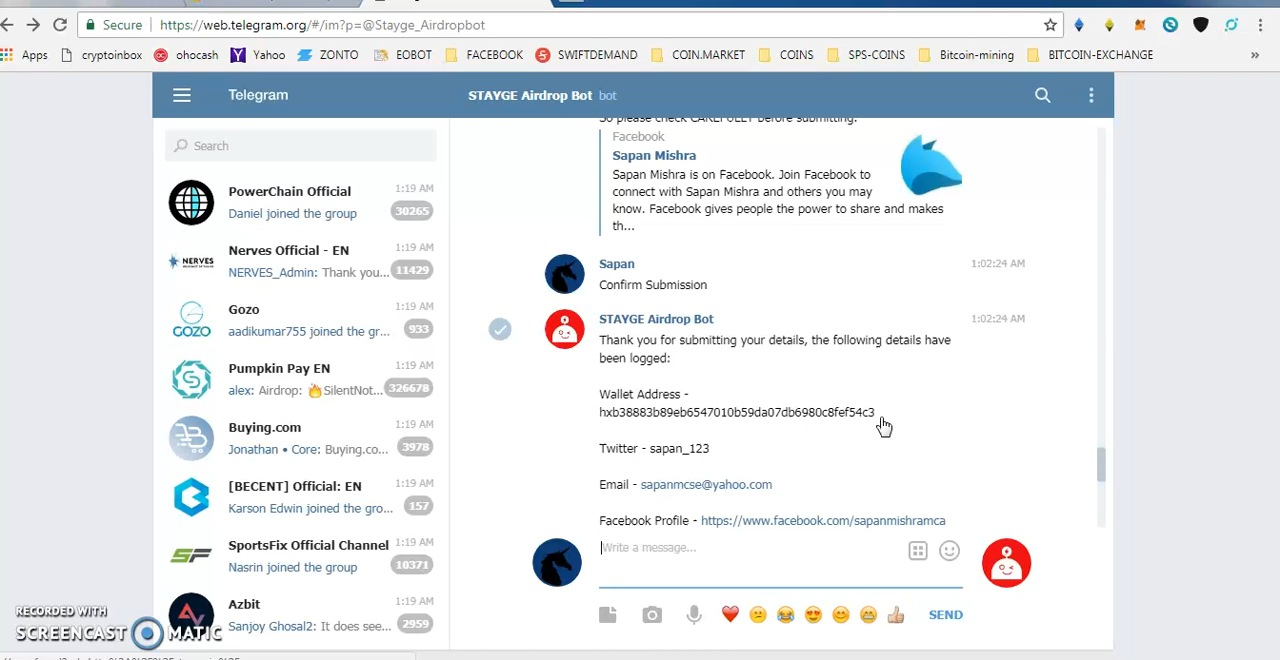 Secure https://web.telegram.org/#/im?p=@Stayge_Airdropbot
Apps cryptoinbox ohocash Yahoo ZONTO EOBOT FACEBOOK SWIFTDEMAND COIN.MARKET COINS SPS-COINS Bitcoin-mining BITCOIN-EXCHANGE »
Telegram
STAYGE Airdrop Bot bot
Search
PowerChain Official 1:19 AM
Daniel joined the group 30265
Nerves Official - EN 1:19 AM
NERVES
NERVES_Admin: Thank you... 11429
Gozo 1:19 AM
GOZO
aadikumar755 joined the gr... 933
Pumpkin Pay EN 1:19 AM
alex: Airdrop: 🔥SilentNot... 326678
Buying.com 1:19 AM
Jonathan • Core: Buying.co... 3978
[BECENT] Official: EN 1:19 AM
Karson Edwin joined the gro... 157
SportsFix Official Channel 1:19 AM
SF
Nasrin joined the group 10371
Azbit 1:19 AM
Sanjoy Ghosal2: It does see... 2959
So please check CAREFULLY before submitting.
Facebook
Sapan Mishra
Sapan Mishra is on Facebook. Join Facebook to
connect with Sapan Mishra and others you may
know. Facebook gives people the power to share and makes
th...
Sapan 1:02:24 AM
Confirm Submission
STAYGE Airdrop Bot 1:02:24 AM
Thank you for submitting your details, the following details have
been logged:
Wallet Address -
hxb38883b89eb6547010b59da07db6980c8fef54c3
Twitter - sapan_123
Email - sapanmcse@yahoo.com
Facebook Profile - https://www.facebook.com/sapanmishramca
Write a message...
SEND
RECORDED WITH
SCREENCAST MATIC